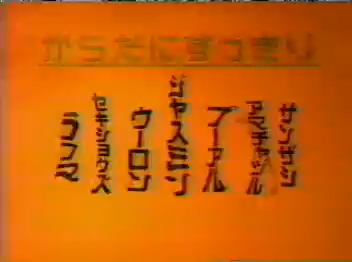 からだにすっきり
サンザシ
アマチャヅル
プーアル
ジャスミン
ウーロン
セキショウズ
ラフマ